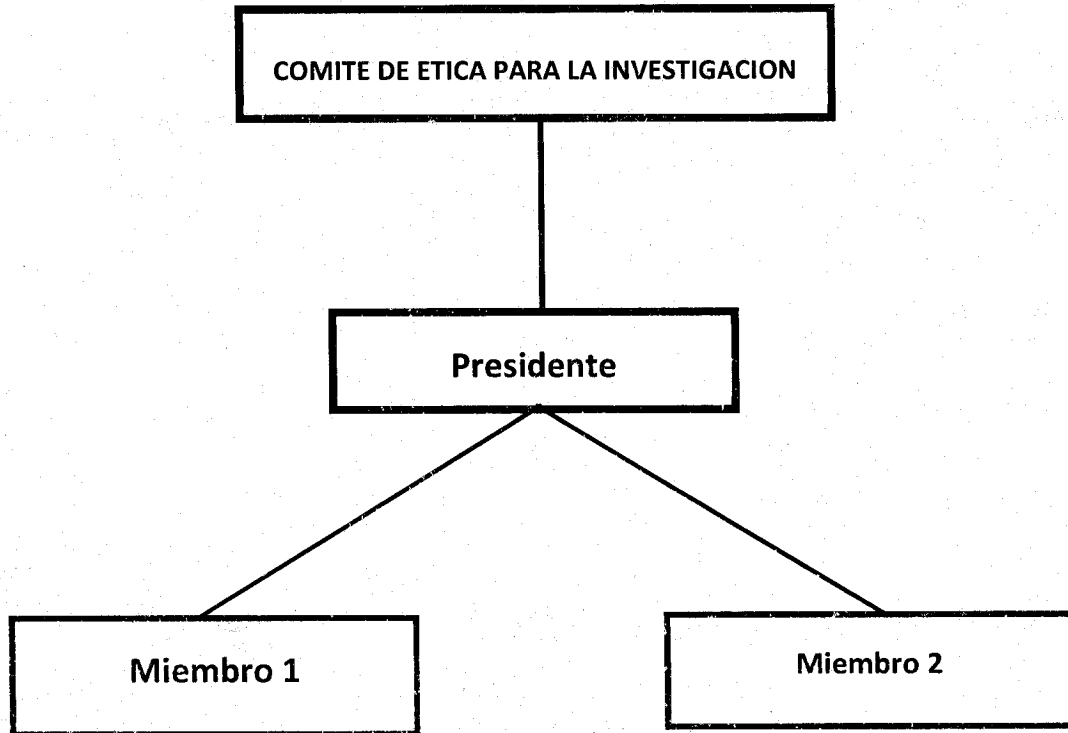 COMITE DE ETICA PARA LA INVESTIGACION
Presidente
Miembro 1
Miembro 2